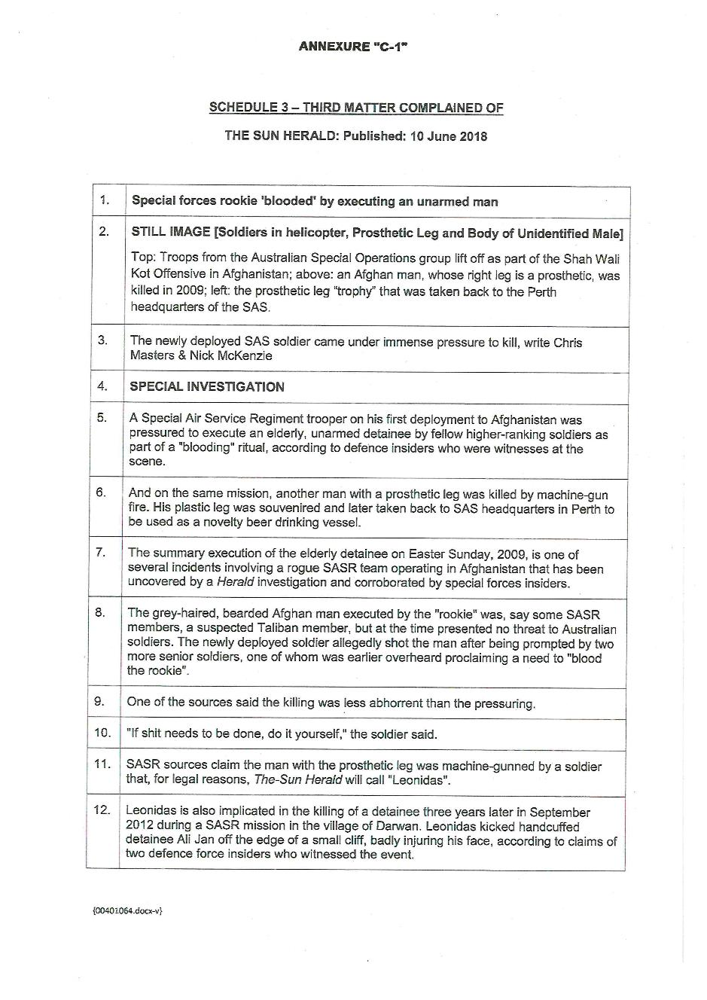 ANNEXURE "C-1"
SCHEDULE 3 – THIRD MATTER COMPLAINED OF
THE SUN HERALD: Published: 10 June 2018
1. Special forces rookie 'blooded' by executing an unarmed man
2. STILL IMAGE [Soldiers in helicopter, Prosthetic Leg and Body of Unidentified Male]
Top: Troops from the Australian Special Operations group lift off as part of the Shah Wali
Kot Offensive in Afghanistan; above: an Afghan man, whose right leg is a prosthetic, was
killed in 2009; left: the prosthetic leg "trophy" that was taken back to the Perth
headquarters of the SAS.
3. The newly deployed SAS soldier came under immense pressure to kill, write Chris
Masters & Nick McKenzie
4. SPECIAL INVESTIGATION
5. A Special Air Service Regiment trooper on his first deployment to Afghanistan was
pressured to execute an elderly, unarmed detainee by fellow higher-ranking soldiers as
part of a "blooding" ritual, according to defence insiders who were witnesses at the
scene.
6. And on the same mission, another man with a prosthetic leg was killed by machine-gun
fire. His plastic leg was souvenired and later taken back to SAS headquarters in Perth to
be used as a novelty beer drinking vessel.
7. The summary execution of the elderly detainee on Easter Sunday, 2009, is one of
several incidents involving a rogue SASR team operating in Afghanistan that has been
uncovered by a Herald investigation and corroborated by special forces insiders.
8. The grey-haired, bearded Afghan man executed by the "rookie" was, say some SASR
members, a suspected Taliban member, but at the time presented no threat to Australian
soldiers. The newly deployed soldier allegedly shot the man after being prompted by two
more senior soldiers, one of whom was earlier overheard proclaiming a need to "blood
the rookie".
9. One of the sources said the killing was less abhorrent than the pressuring.
10. "If shit needs to be done, do it yourself," the soldier said.
11. SASR sources claim the man with the prosthetic leg was machine-gunned by a soldier
that, for legal reasons, The-Sun Herald will call "Leonidas".
12. Leonidas is also implicated in the killing of a detainee three years later in September
2012 during a SASR mission in the village of Darwan. Leonidas kicked handcuffed
detainee Ali Jan off the edge of a small cliff, badly injuring his face, according to claims of
two defence force insiders who witnessed the event.
{00401064.docx-v}